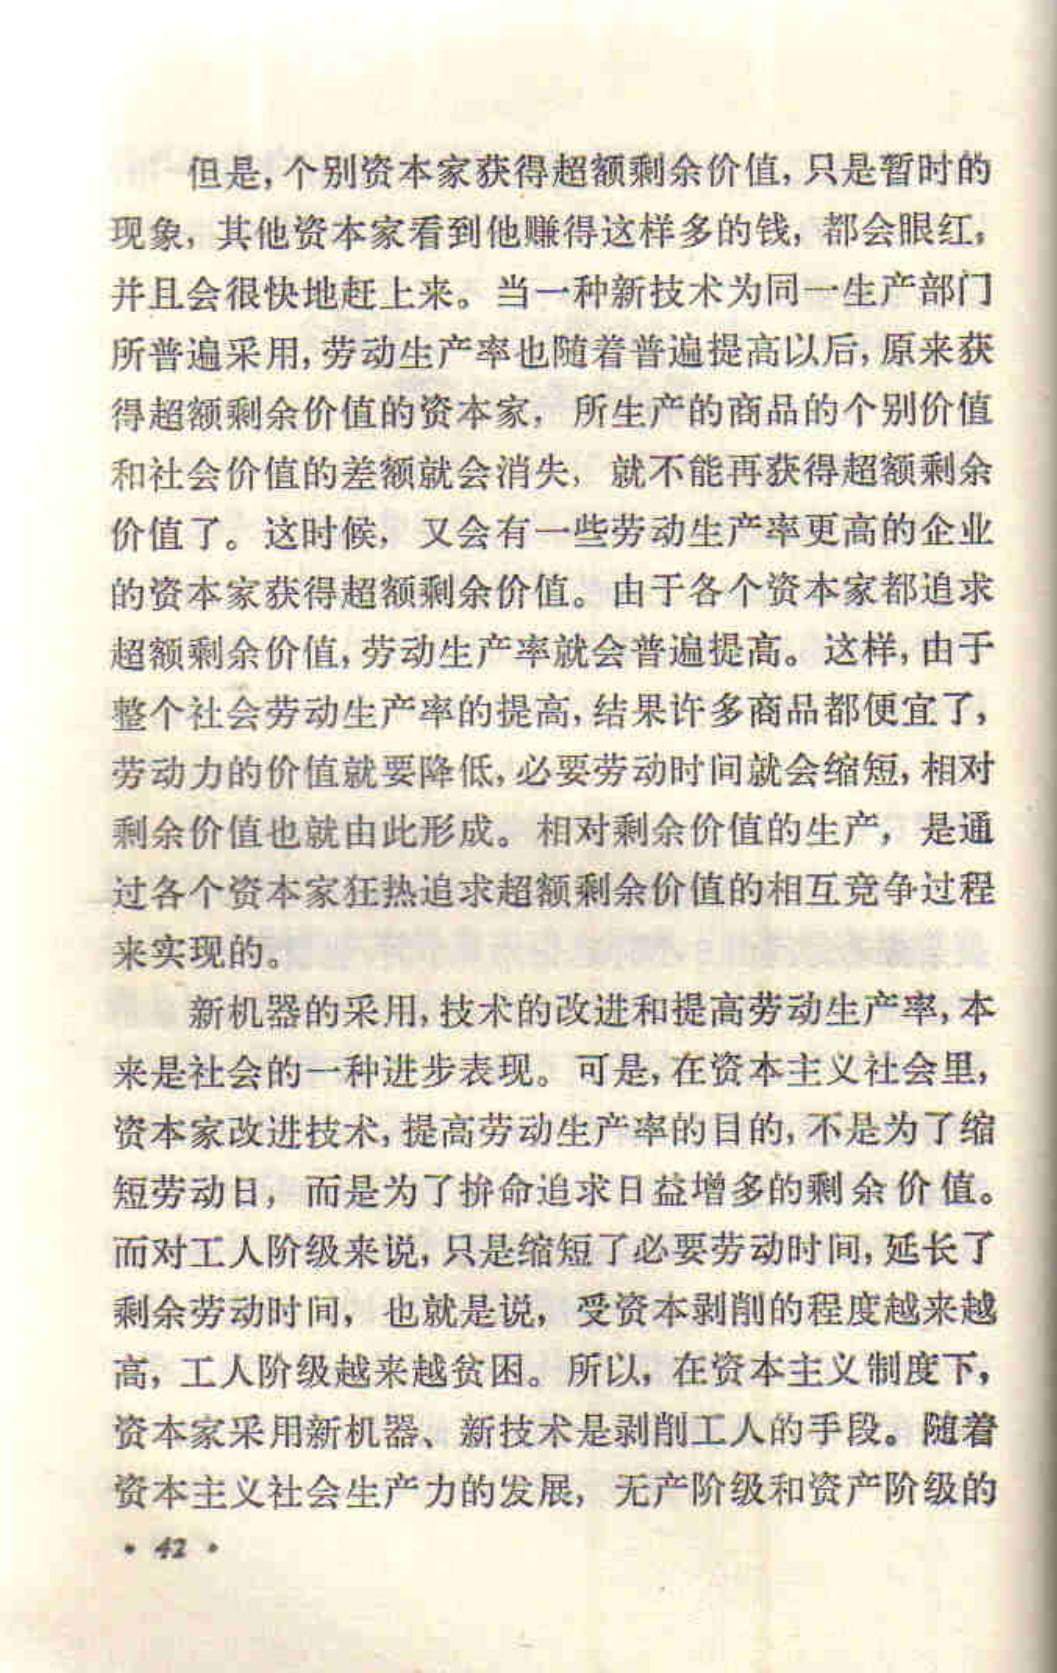 但是,个别资本家获得超额剩余价值,只是暂时的
现象,其他资本家看到他赚得这样多的钱,都会眼红,
并且会很快地赶上来。当一种新技术为同一生产部门
所普遍采用,劳动生产率也随着普遍提高以后,原来获
得超额剩余价值的资本家,所生产的商品的个别价值
和社会价值的差额就会消失,就不能再获得超额剩余
价值了。这时候,又会有一些劳动生产率更高的企业
的资本家获得超额剩余价值。由于各个资本家都追求
超额剩余价值,劳动生产率就会普遍提高。这样,由于
整个社会劳动生产率的提高,结果许多商品都便宜了,
劳动力的价值就要降低,必要劳动时间就会缩短,相对
剩余价值也就由此形成。相对剩余价值的生产,是通
过各个资本家狂热追求超额剩余价值的相互竞争过程
来实现的。
新机器的采用,技术的改进和提高劳动生产率,本
来是社会的一种进步表现。可是,在资本主义社会里,
资本家改进技术,提高劳动生产率的目的,不是为了缩
短劳动日,而是为了拚命追求日益增多的剩余价值。
而对工人阶级来说,只是缩短了必要劳动时间,延长了
剩余劳动时间,也就是说,受资本剥削的程度越来越
高,工人阶级越来越贫困。所以,在资本主义制度下,
资本家采用新机器、新技术是剥削工人的手段。随着
资本主义社会生产力的发展,无产阶级和资产阶级的
• 42 •